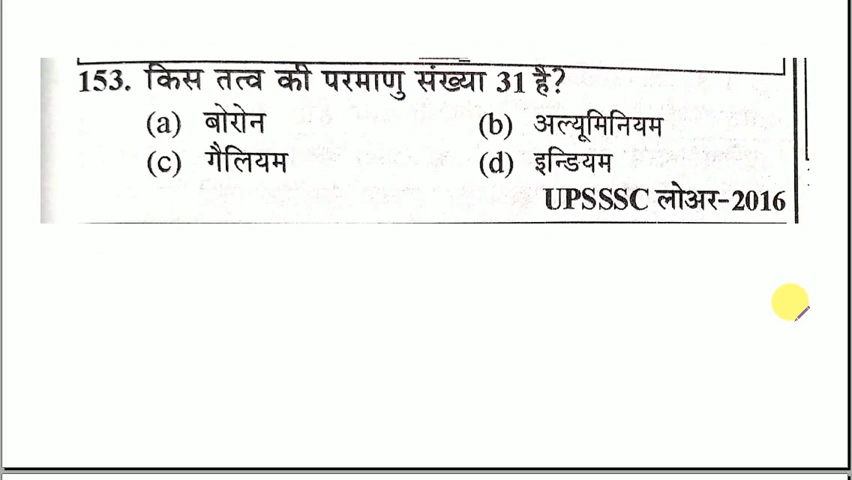 153. किस तत्व की परमाणु संख्या 31 है?
(a) बोरोन (b) अल्यूमिनियम
(c) गैलियम (d) इन्डियम
UPSSSC लोअर-2016